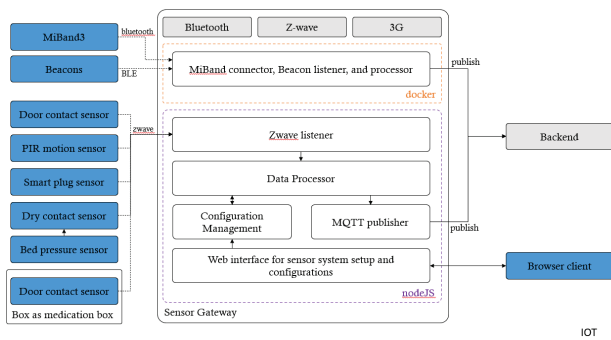 Bluetooth
Z-wave
3G
MiBand3
bluetooth
Beacons
BLE
MiBand connector, Beacon listener, and processor
publish
docker
Door contact sensor
zwave
Zwave listener
Backend
PIR motion sensor
Smart plug sensor
Data Processor
Dry contact sensor
Configuration
Management
MQTT publisher
publish
Bed pressure sensor
Web interface for sensor system setup and
configurations
Browser client
Door contact sensor
nodeJS
Box as medication box
Sensor Gateway
IOT